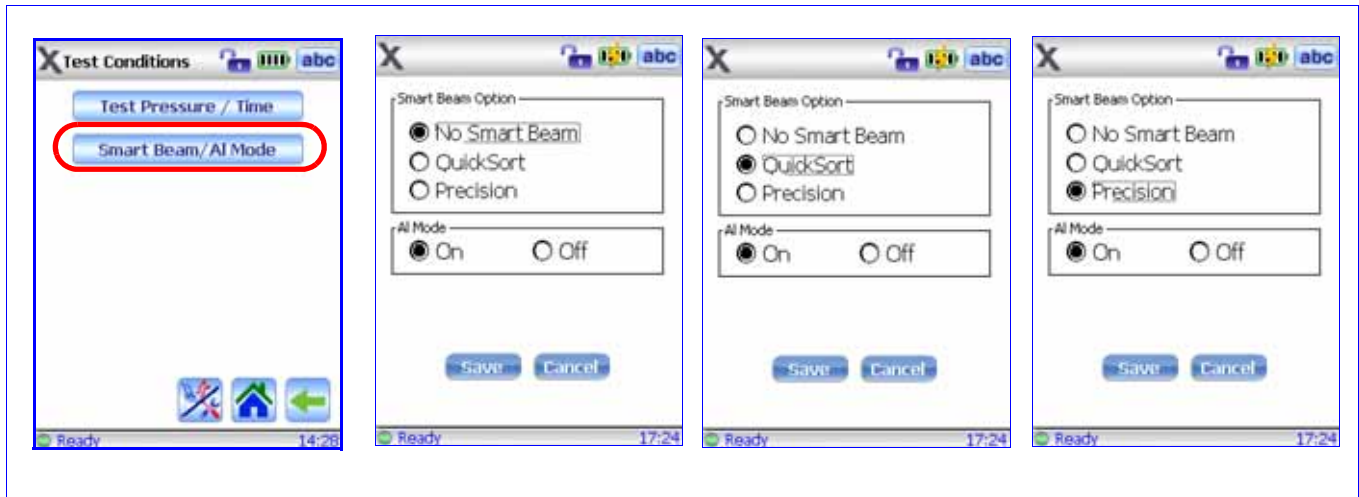 X Test Conditions abc
Test Pressure / Time
Smart Beam/Al Mode
Ready 14:28
X abc
Smart Beam Option
No Smart Beam
QuickSort
Precision
Al Mode
On Off
Save Cancel
Ready 17:24
X abc
Smart Beam Option
No Smart Beam
QuickSort
Precision
Al Mode
On Off
Save Cancel
Ready 17:24
X abc
Smart Beam Option
No Smart Beam
QuickSort
Precision
Al Mode
On Off
Save Cancel
Ready 17:24